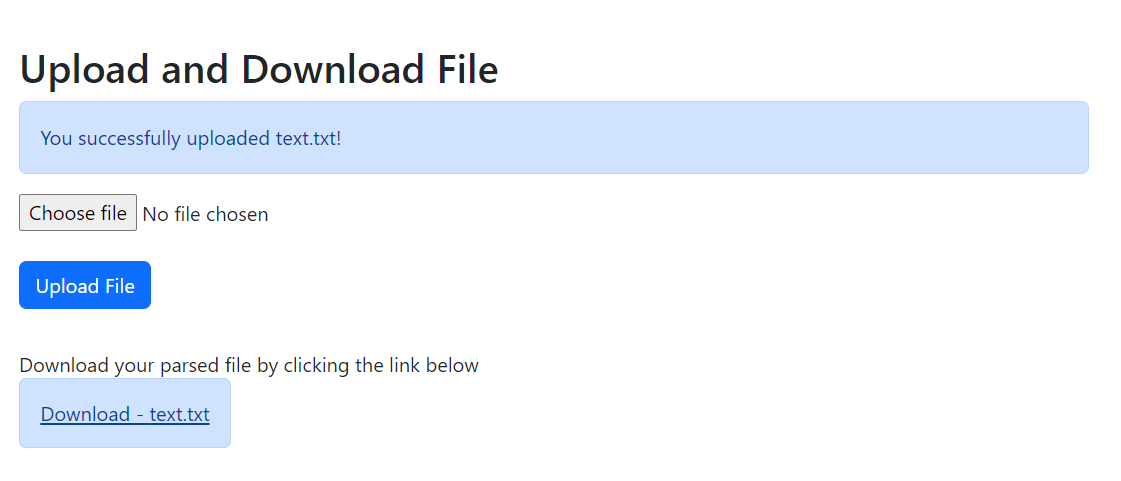 Upload and Download File
You successfully uploaded text.txt!
Choose file No file chosen
Upload File
Download your parsed file by clicking the link below
Download - text.txt